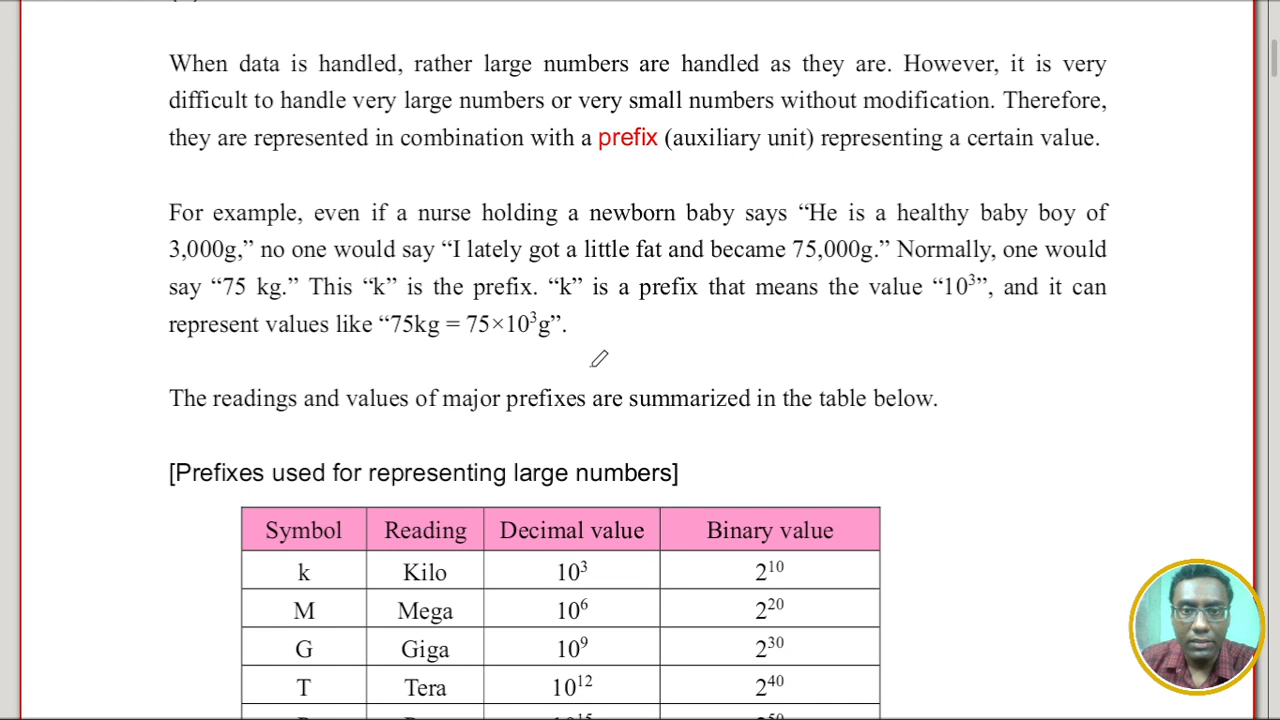 When data is handled, rather large numbers are handled as they are. However, it is very
difficult to handle very large numbers or very small numbers without modification. Therefore,
they are represented in combination with a prefix (auxiliary unit) representing a certain value.
For example, even if a nurse holding a newborn baby says “He is a healthy baby boy of
3,000g,” no one would say “I lately got a little fat and became 75,000g.” Normally, one would
say “75 kg.” This “k” is the prefix. “k” is a prefix that means the value “10³”, and it can
represent values like “75kg = 75×10³g”.
The readings and values of major prefixes are summarized in the table below.
[Prefixes used for representing large numbers]
Symbol Reading Decimal value Binary value
k Kilo 10³ 2¹⁰
M Mega 10⁶ 2²⁰
G Giga 10⁹ 2³⁰
T Tera 10¹² 2⁴⁰